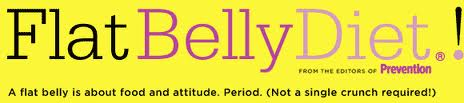 Flat Belly Diet®!
FROM THE EDITORS OF Prevention
A flat belly is about food and attitude. Period. (Not a single crunch required!)